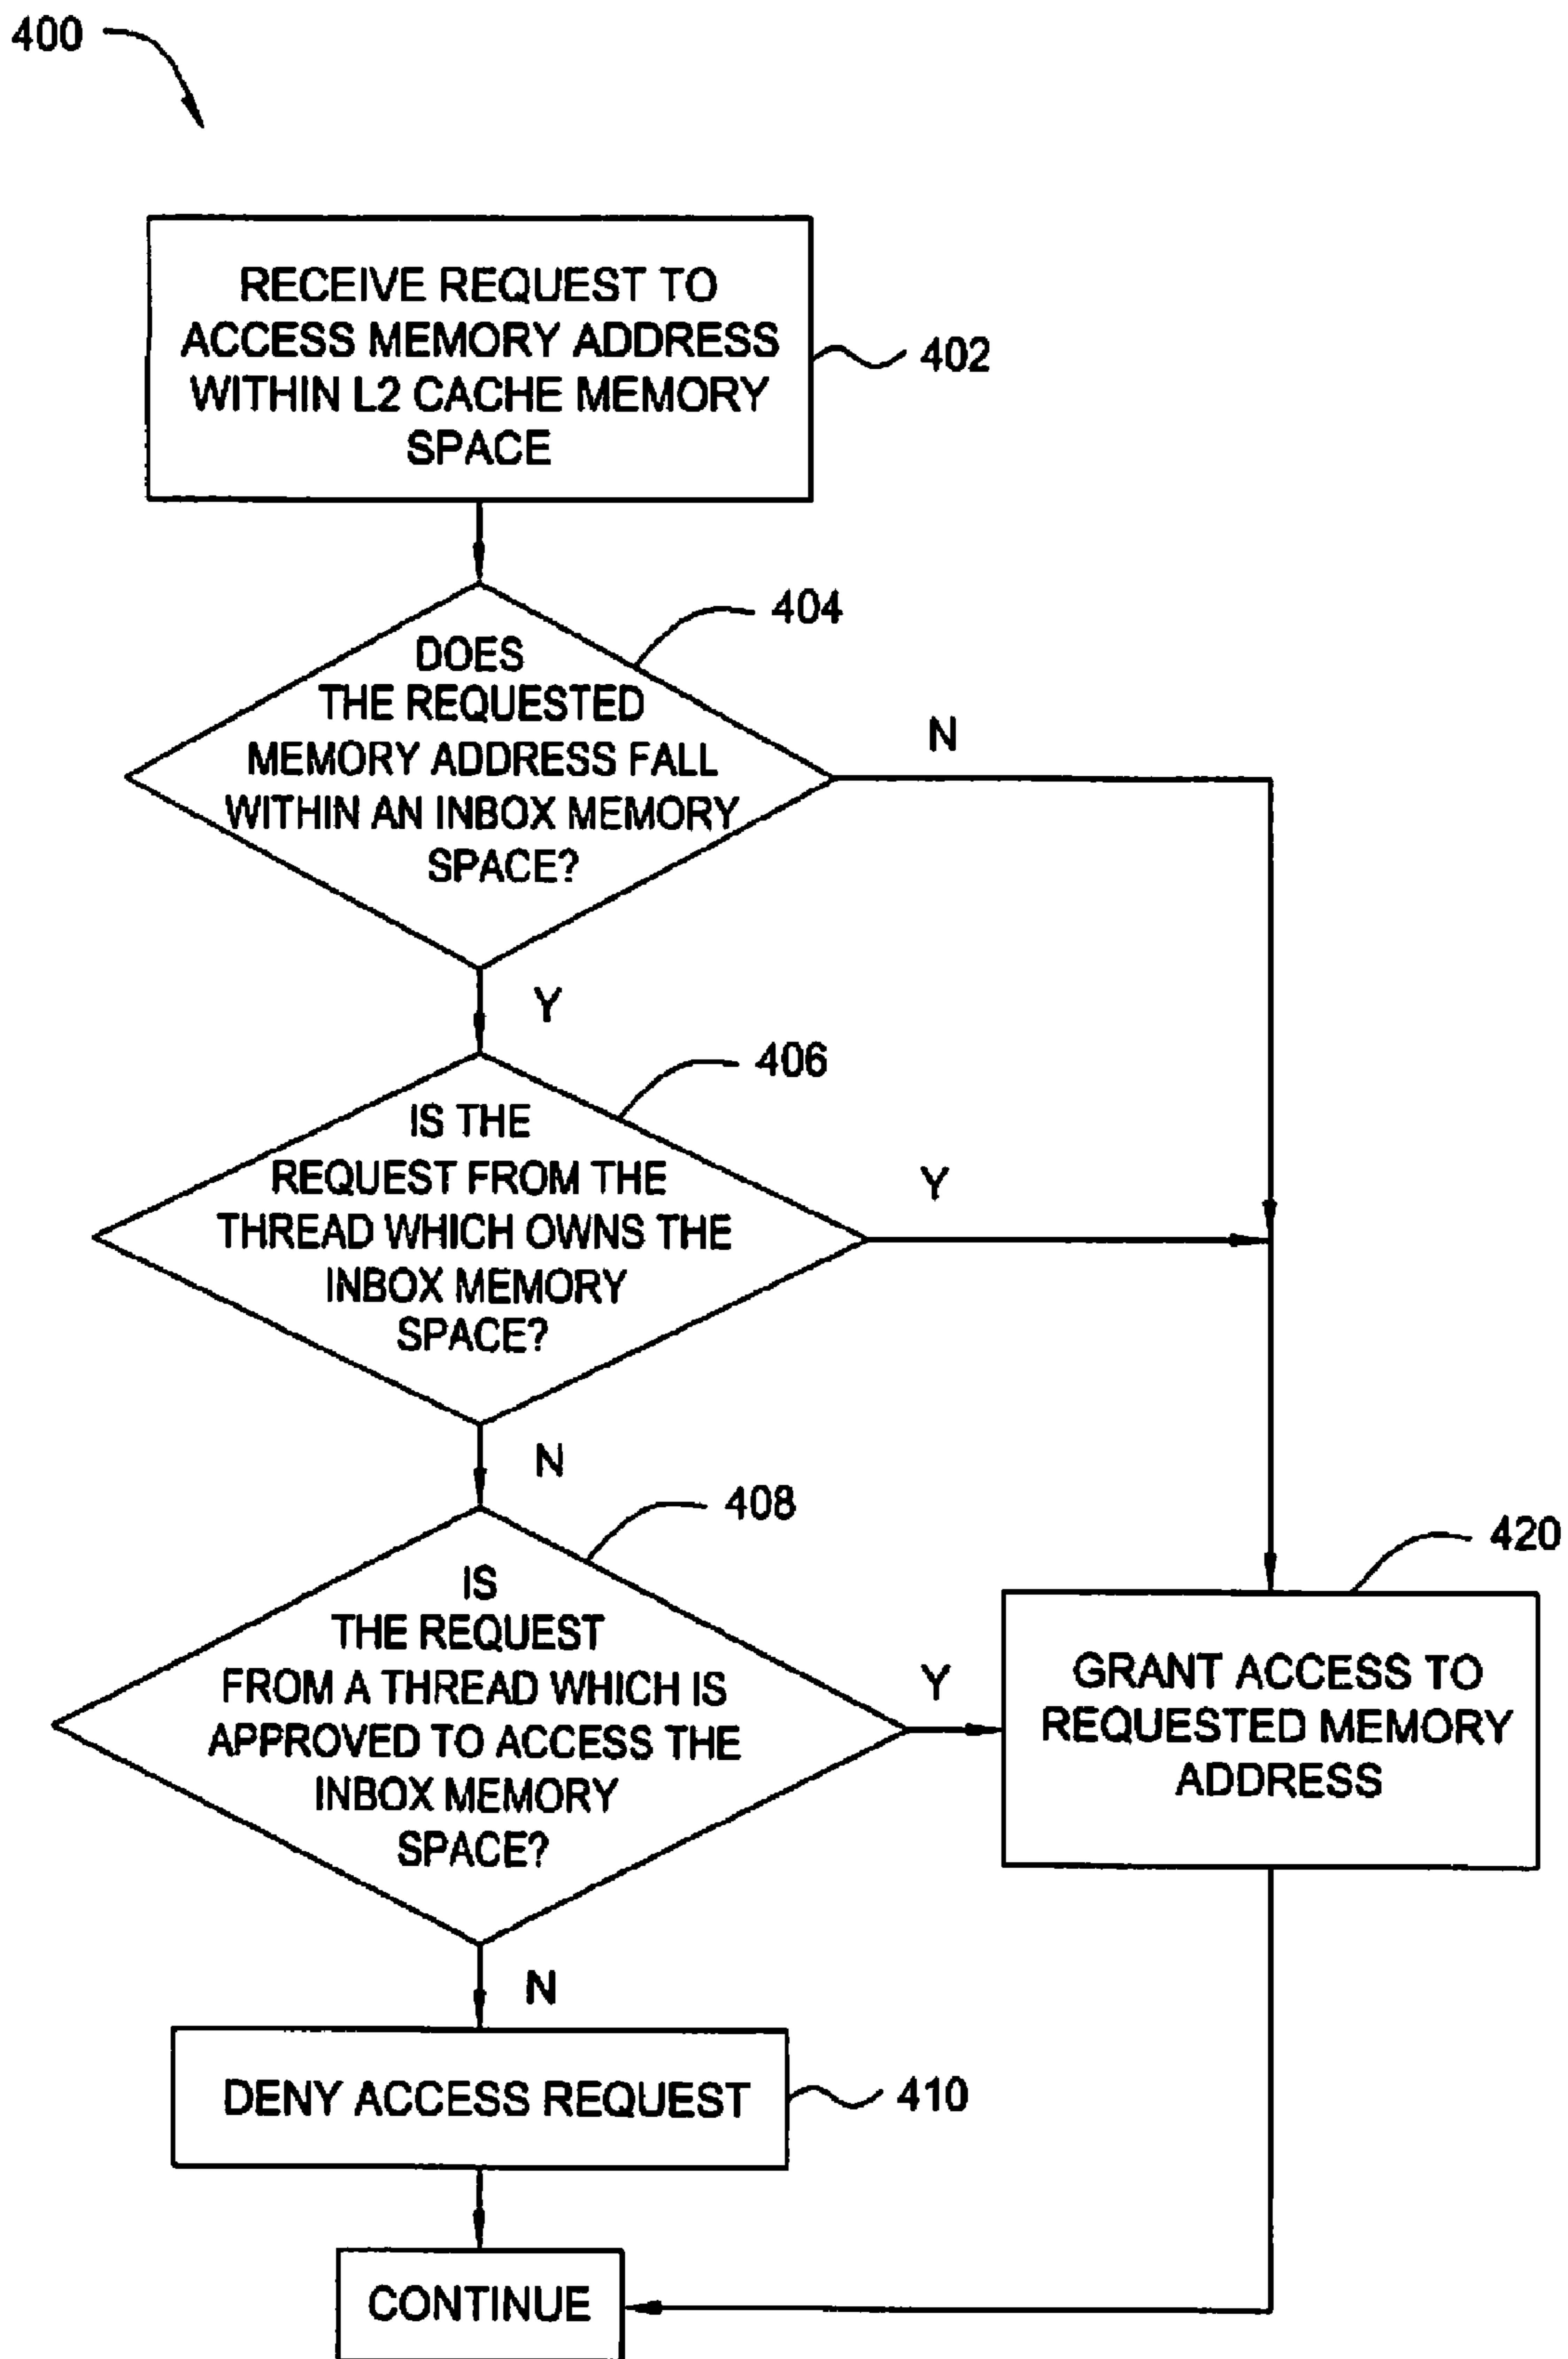 400
RECEIVE REQUEST TO
ACCESS MEMORY ADDRESS
WITHIN L2 CACHE MEMORY
SPACE
402
404
DOES
THE REQUESTED
MEMORY ADDRESS FALL
WITHIN AN INBOX MEMORY
SPACE?
N
Y
406
IS THE
REQUEST FROM THE
THREAD WHICH OWNS THE
INBOX MEMORY
SPACE?
Y
N
408
IS
THE REQUEST
FROM A THREAD WHICH IS
APPROVED TO ACCESS THE
INBOX MEMORY
SPACE?
Y
420
GRANT ACCESS TO
REQUESTED MEMORY
ADDRESS
N
DENY ACCESS REQUEST
410
CONTINUE